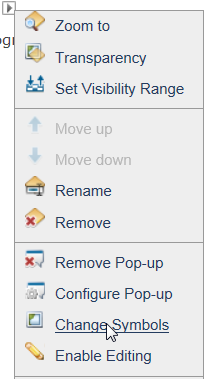 Zoom to
Transparency
Set Visibility Range
Move up
Move down
Rename
Remove
Remove Pop-up
Configure Pop-up
Change Symbols
Enable Editing